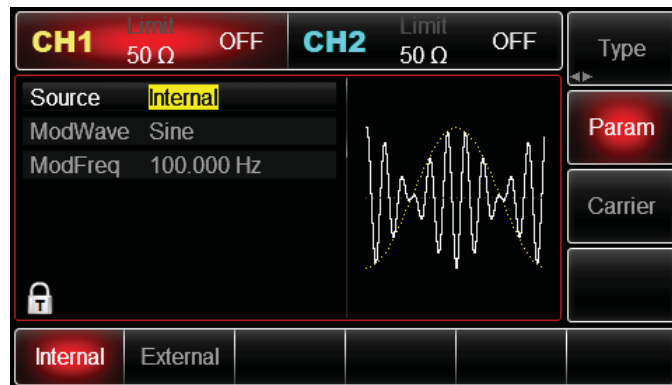 CH1 Limit 50 Ω OFF
CH2 Limit 50 Ω OFF
Type
Source Internal
ModWave Sine
ModFreq 100.000 Hz
Param
Carrier
T
Internal External